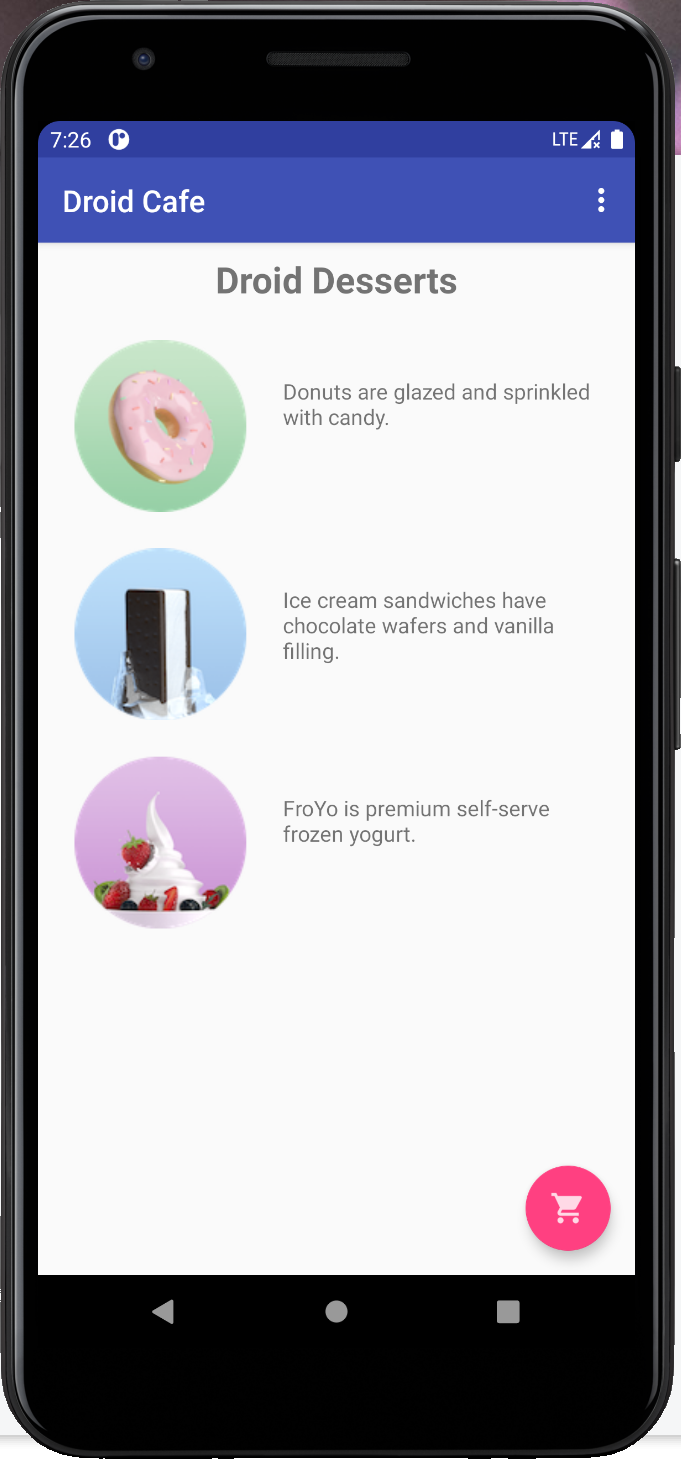 7:26
LTE
Droid Cafe
Droid Desserts
Donuts are glazed and sprinkled
with candy.
Ice cream sandwiches have
chocolate wafers and vanilla
filling.
FroYo is premium self-serve
frozen yogurt.